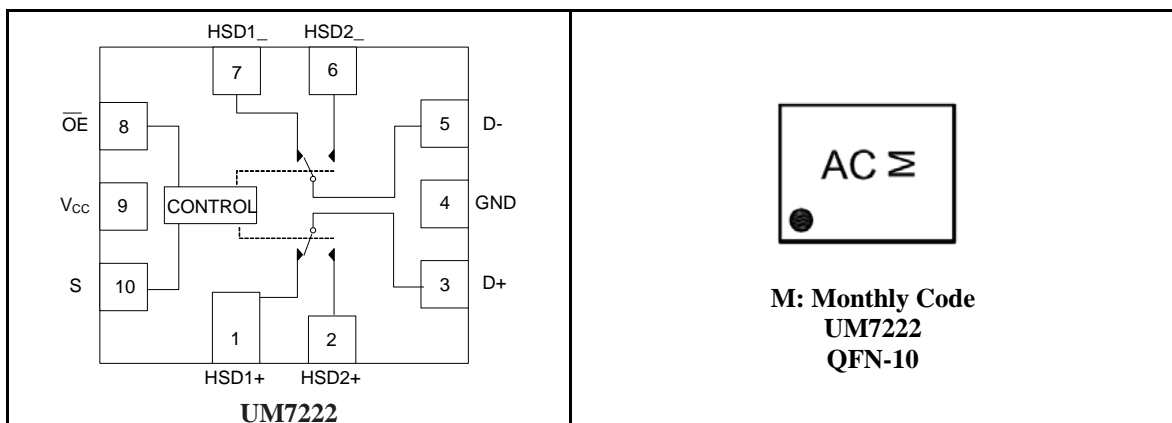 HSD1_ HSD2_
7 6
OE 8 5 D-
VCC 9 CONTROL 4 GND
S 10 3 D+
1 2
HSD1+ HSD2+
UM7222
AC M
M: Monthly Code
UM7222
QFN-10